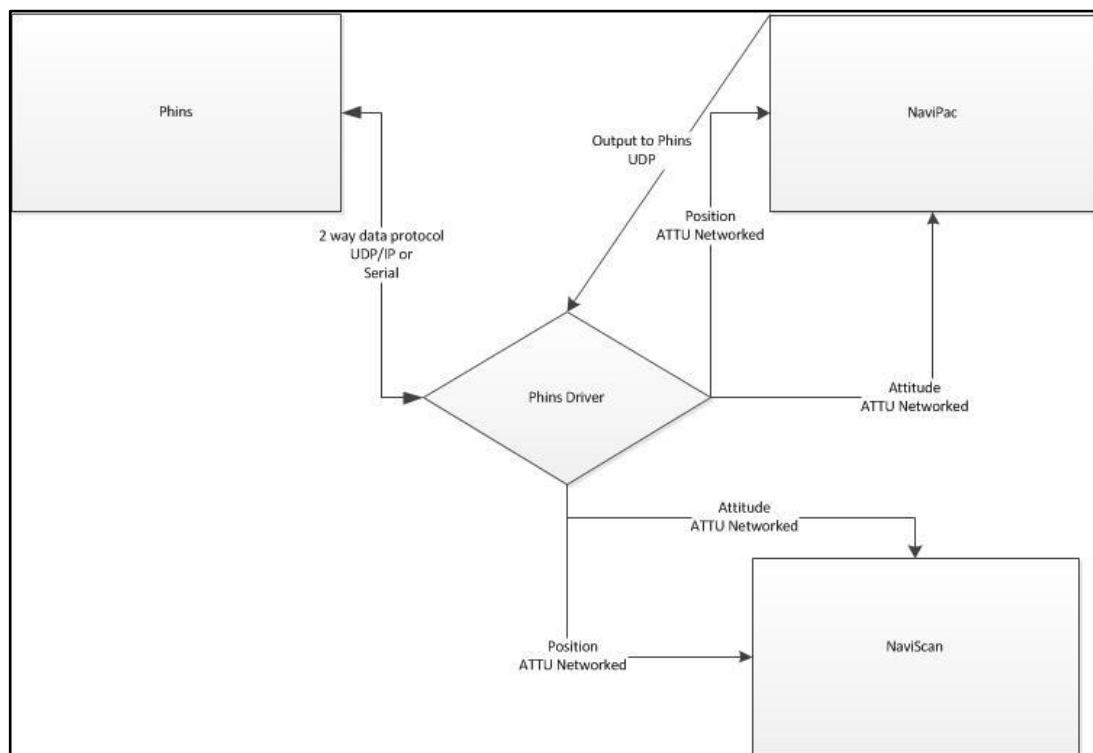 Phins
NaviPac
Output to Phins
UDP
Position
ATTU Networked
2 way data protocol
UDP/IP or
Serial
Phins Driver
Attitude
ATTU Networked
Attitude
ATTU Networked
Position
ATTU Networked
NaviScan